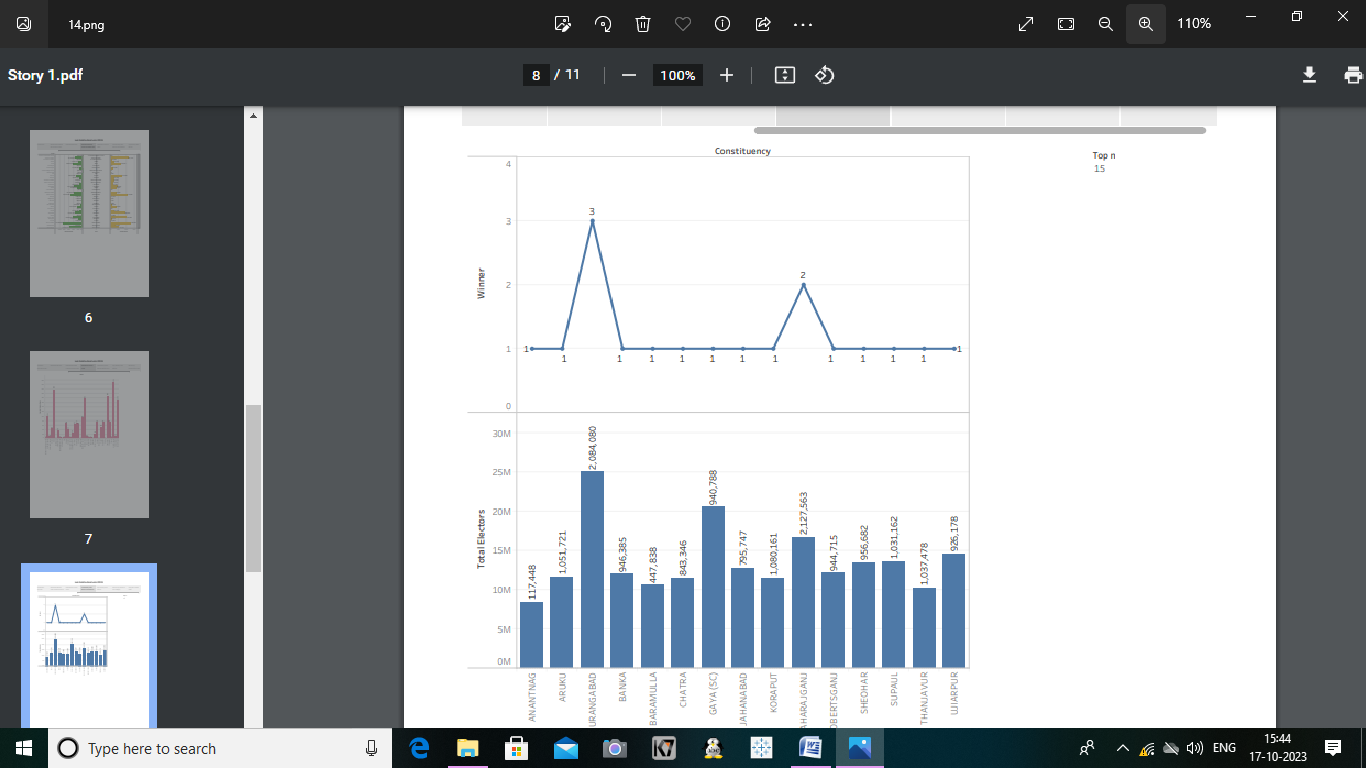 14.png
110%
Story 1.pdf
8 / 11
100%
6
7
Constituency
Top n
15
Winner
4
3
2
1
0
1
1
3
1
1
1
1
1
1
2
1
1
1
1
1
Total Electors
30M
25M
20M
15M
10M
5M
0M
117,448
1,051,721
2,084,080
946,385
447,838
843,346
940,788
795,747
1,080,161
2,127,563
944,715
956,682
1,031,162
1,037,478
926,178
ANANTNAG
ARUKU
URANGABAD
BANKA
BARAMULLA
CHATRA
GAYA (SC)
JAHANABAD
KORAPUT
AHARAJGANJ
OBERTSGANJ
SHEOHAR
SUPAUL
THANJAVUR
UJIARPUR
Type here to search
ENG
15:44
17-10-2023